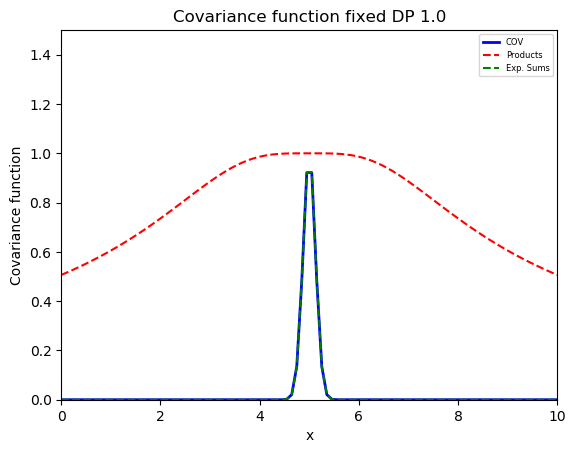 Covariance function fixed DP 1.0
COV
Products
Exp. Sums
Covariance function
1.4
1.2
1.0
0.8
0.6
0.4
0.2
0.0
0 2 4 6 8 10
x